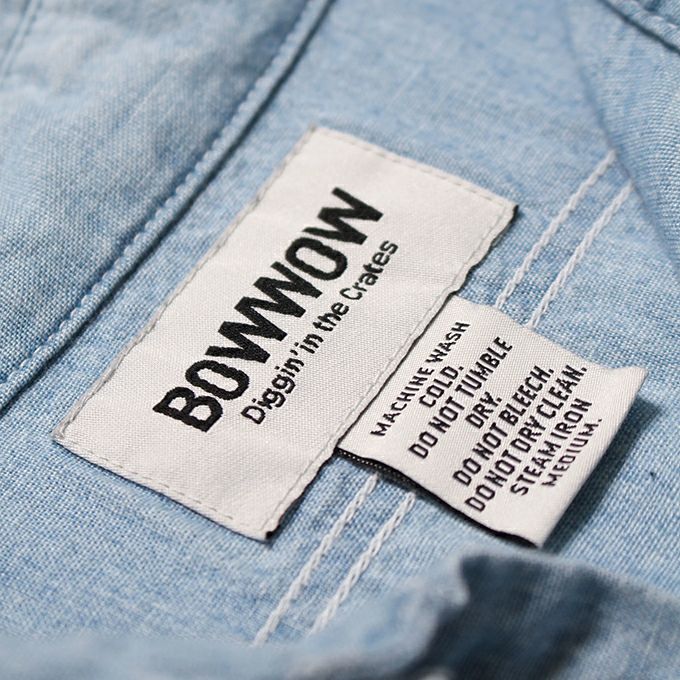 BOWWOW
Diggin' in the Crates
MACHINE WASH
COLD.
DO NOT TUMBLE
DRY.
DO NOT BLEACH.
DO NOT DRY CLEAN.
STEAM IRON
MEDIUM.